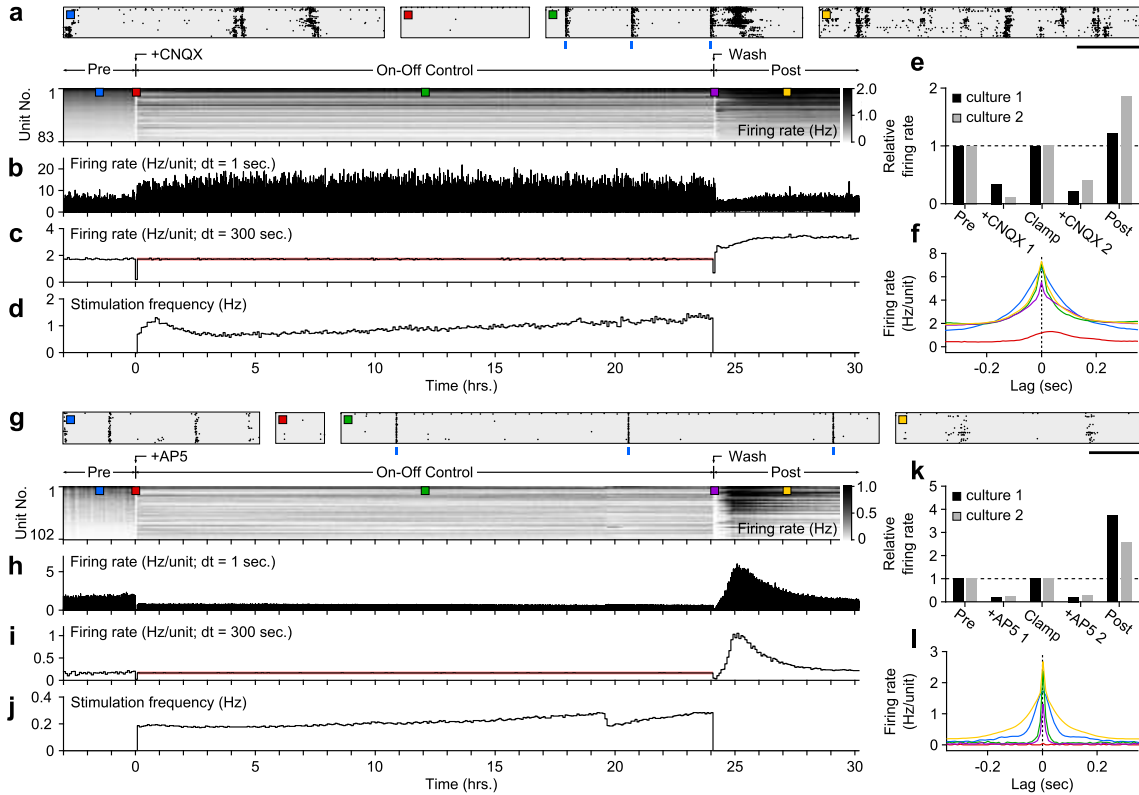 a
+CNQX
Wash
Pre
On-Off Control
Post
Unit No.
1
83
Firing rate (Hz)
2.0
1.0
0
b
Firing rate (Hz/unit; dt = 1 sec.)
20
10
0
c
Firing rate (Hz/unit; dt = 300 sec.)
4
2
0
d
Stimulation frequency (Hz)
2
1
0
0 5 10 15 20 25 30
Time (hrs.)
e
Relative
firing rate
2
1
0
culture 1
culture 2
Pre
+CNQX 1
Clamp
+CNQX 2
Post
f
Firing rate
(Hz/unit)
8
6
4
2
0
-0.2 0 0.2
Lag (sec)
g
+AP5
Wash
Pre
On-Off Control
Post
Unit No.
1
102
Firing rate (Hz)
1.0
0.5
0
h
Firing rate (Hz/unit; dt = 1 sec.)
5
0
i
Firing rate (Hz/unit; dt = 300 sec.)
1
0.5
0
j
Stimulation frequency (Hz)
0.4
0.2
0
0 5 10 15 20 25 30
Time (hrs.)
k
Relative
firing rate
5
4
3
2
1
0
culture 1
culture 2
Pre
+AP5 1
Clamp
+AP5 2
Post
l
Firing rate
(Hz/unit)
3
2
1
0
-0.2 0 0.2
Lag (sec)